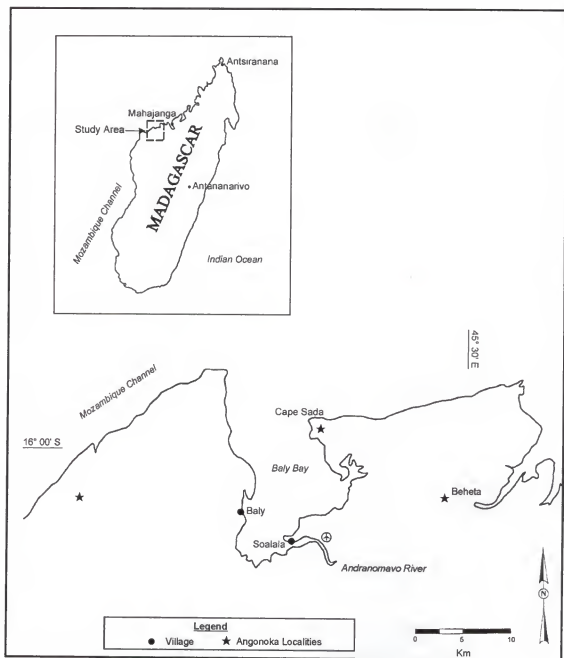 Antsiranana
Mahajanga
Study Area
MADAGASCAR
Antananarivo
Mozambique Channel
Indian Ocean
45° 30' E
Mozambique Channel
Cape Sada
16° 00' S
Baly Bay
Beheta
Baly
Soalala
Andranomavo River
N
Legend
Village
Angonoka Localities
0
10
Km